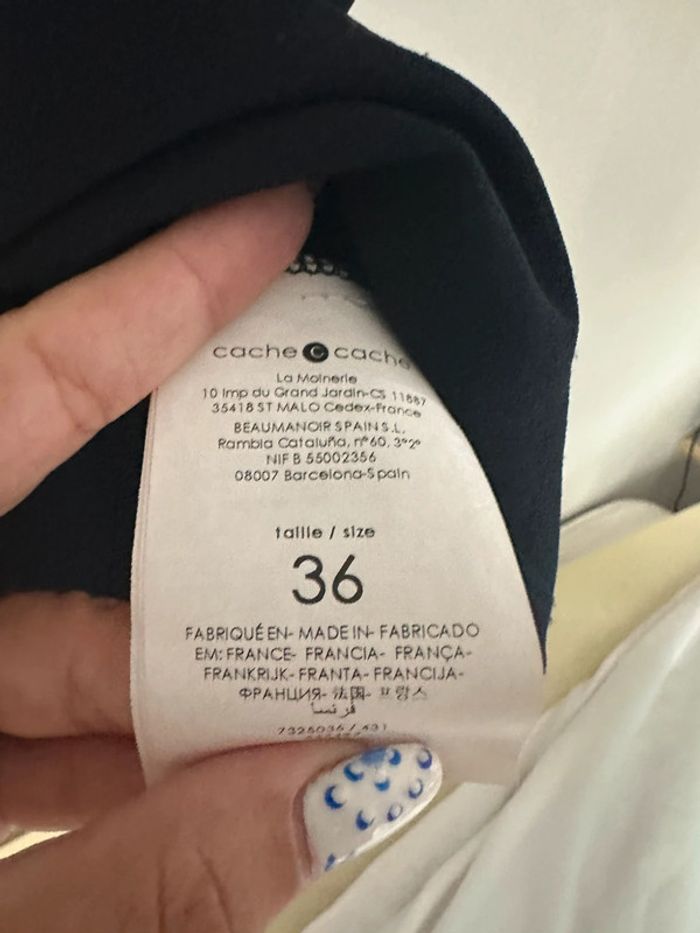 cache c cache
La Moinerie
10 Imp du Grand Jardin-CS 11887
35418 ST MALO Cedex-France
BEAUMANOIR SPAIN S.L.
Rambla Cataluña, nº60, 3º2º
NIF B 55002356
08007 Barcelona-Spain
taille / size
36
FABRIQUÉ EN- MADE IN- FABRICADO
EM: FRANCE- FRANCIA- FRANÇA-
FRANKRIJK- FRANTA- FRANCIJA-
ФРАНЦИЯ- 法国- 프랑스
فرنسا
7325036 / 431